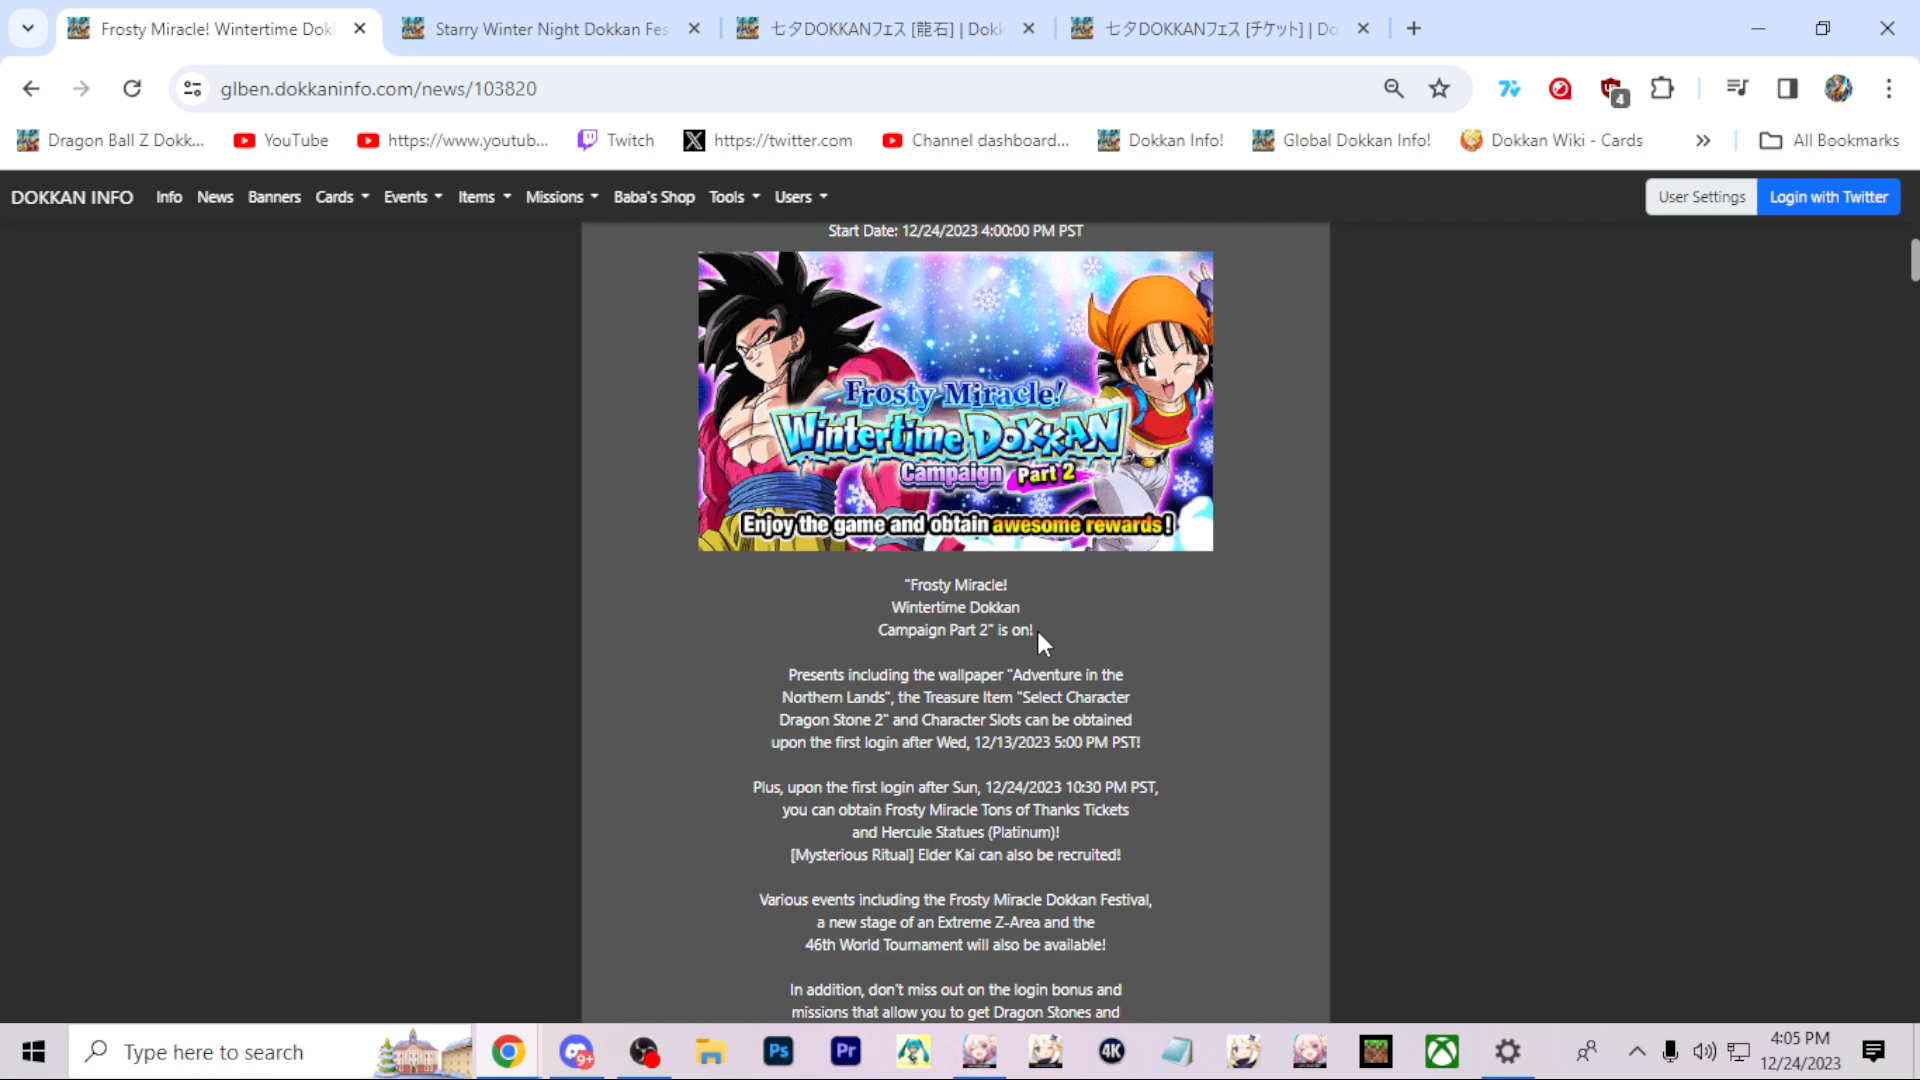 Frosty Miracle! Wintertime Dok
Starry Winter Night Dokkan Fes
七夕DOKKANフェス [龍石] | Dokk
七夕DOKKANフェス [チケット] | Do
glben.dokkaninfo.com/news/103820
4
Dragon Ball Z Dokk...
YouTube
https://www.youtub...
Twitch
https://twitter.com
Channel dashboard...
Dokkan Info!
Global Dokkan Info!
Dokkan Wiki - Cards
All Bookmarks
DOKKAN INFO
Info
News
Banners
Cards
Events
Items
Missions
Baba's Shop
Tools
Users
User Settings
Login with Twitter
Start Date: 12/24/2023 4:00:00 PM PST
Frosty Miracle!
Wintertime DOKKAN
Campaign Part 2
Enjoy the game and obtain awesome rewards!
"Frosty Miracle!
Wintertime Dokkan
Campaign Part 2" is on!
Presents including the wallpaper "Adventure in the
Northern Lands", the Treasure Item "Select Character
Dragon Stone 2" and Character Slots can be obtained
upon the first login after Wed, 12/13/2023 5:00 PM PST!
Plus, upon the first login after Sun, 12/24/2023 10:30 PM PST,
you can obtain Frosty Miracle Tons of Thanks Tickets
and Hercule Statues (Platinum)!
[Mysterious Ritual] Elder Kai can also be recruited!
Various events including the Frosty Miracle Dokkan Festival,
a new stage of an Extreme Z-Area and the
46th World Tournament will also be available!
In addition, don't miss out on the login bonus and
missions that allow you to get Dragon Stones and
Type here to search
9+
Ps
Pr
4K
4:05 PM
12/24/2023